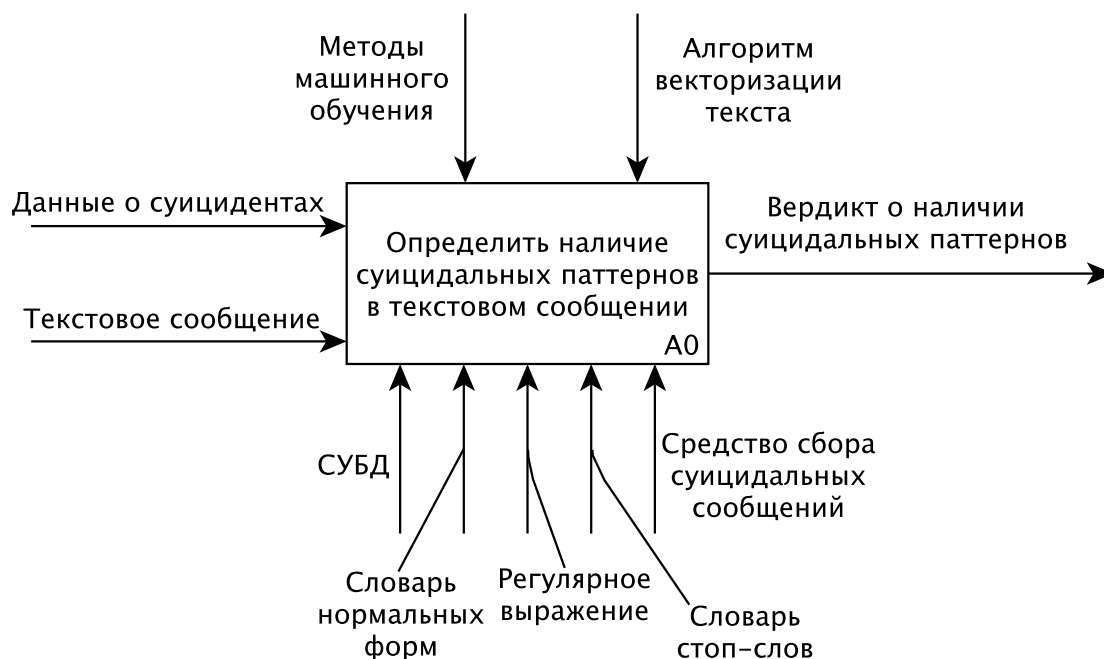 Методы
машинного
обучения
Алгоритм
векторизации
текста
Данные о суицидентах
Текстовое сообщение
Определить наличие
суицидальных паттернов
в текстовом сообщении
A0
Вердикт о наличии
суицидальных паттернов
СУБД
Словарь
нормальных
форм
Регулярное
выражение
Словарь
стоп-слов
Средство сбора
суицидальных
сообщений